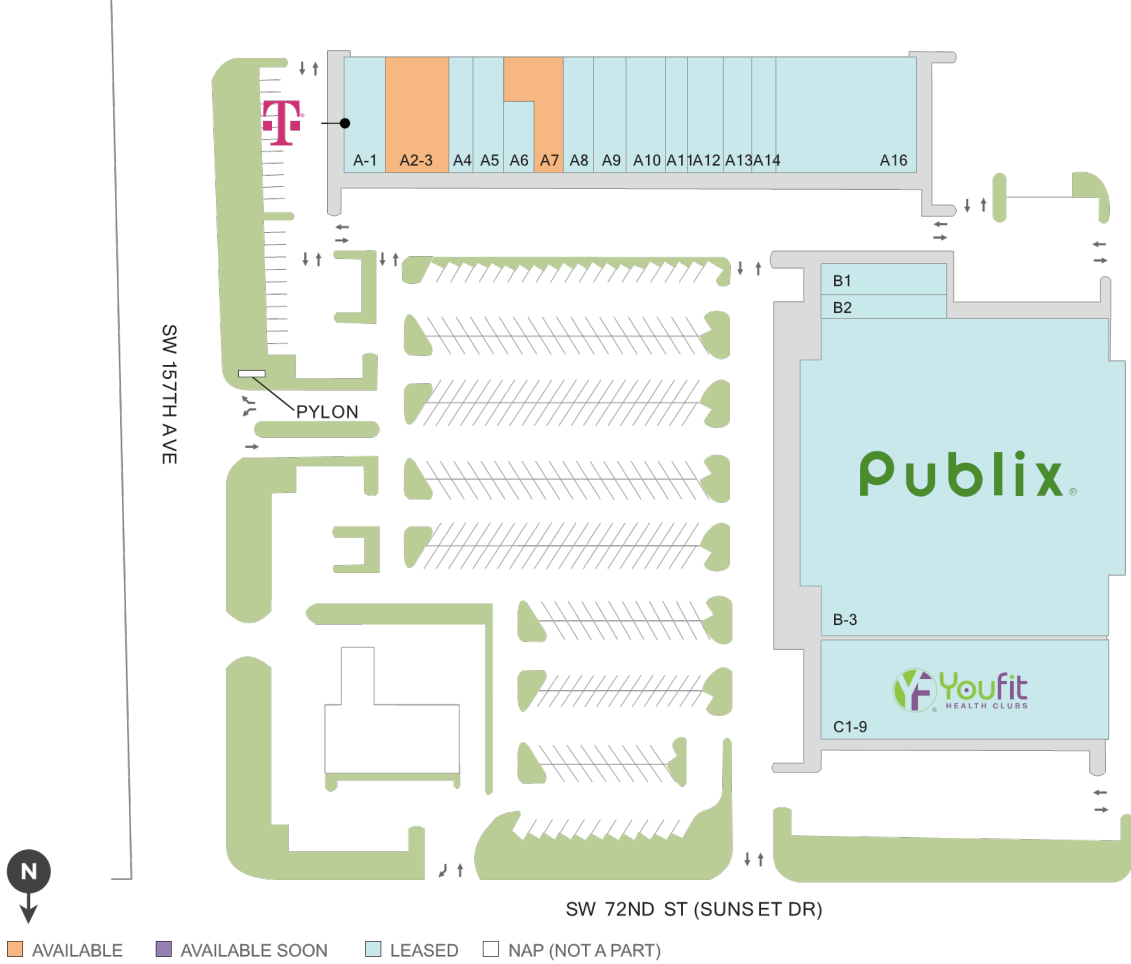 T
A-1 A2-3 A4 A5 A6 A7 A8 A9 A10 A11 A12 A13 A14 A16
B1
B2
SW 157TH AVE
PYLON
Publix®
B-3
YF Youfit
HEALTH CLUBS
C1-9
N
SW 72ND ST (SUNSET DR)
AVAILABLE AVAILABLE SOON LEASED NAP (NOT A PART)